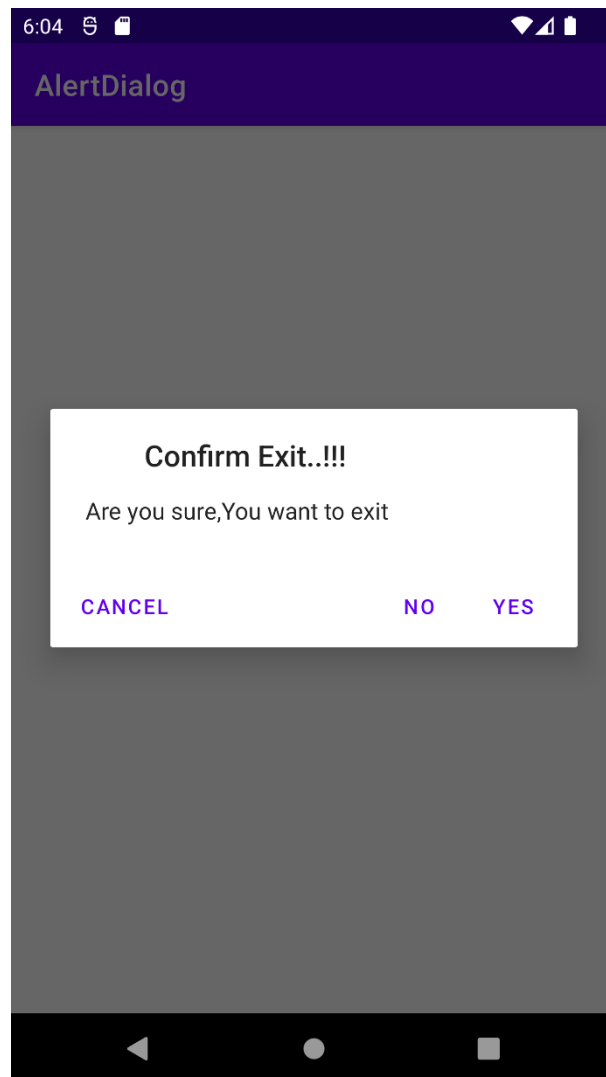 6:04
AlertDialog
Confirm Exit..!!!
Are you sure,You want to exit
CANCEL NO YES